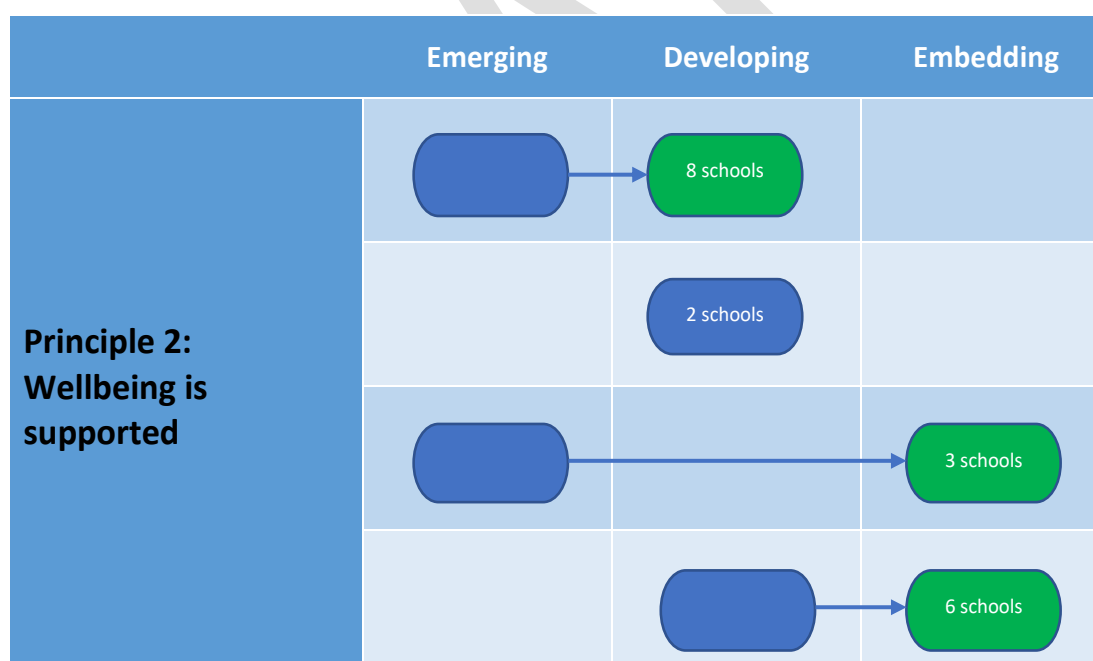 Emerging Developing Embedding
8 schools
2 schools
Principle 2:
Wellbeing is
supported
3 schools
6 schools